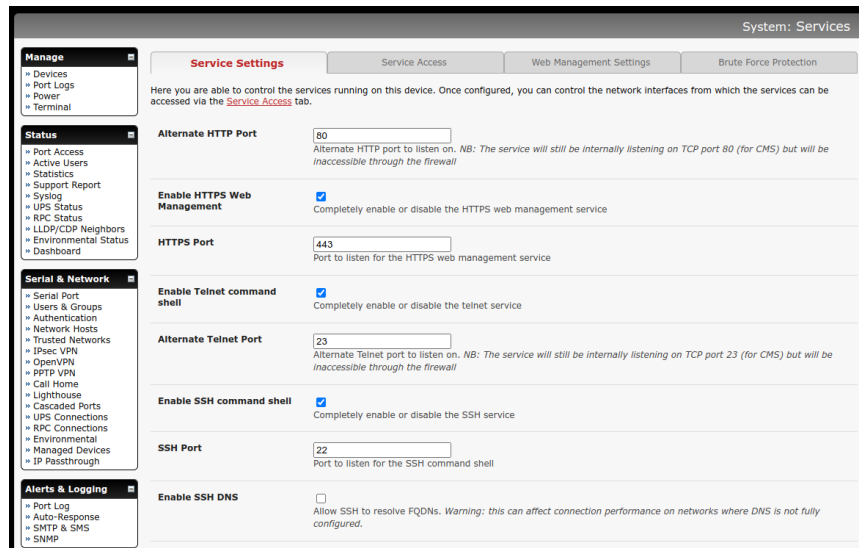 System: Services
Manage
» Devices
» Port Logs
» Power
» Terminal
Status
» Port Access
» Active Users
» Statistics
» Support Report
» Syslog
» UPS Status
» RPC Status
» LLDP/CDP Neighbors
» Environmental Status
» Dashboard
Serial & Network
» Serial Port
» Users & Groups
» Authentication
» Network Hosts
» Trusted Networks
» IPsec VPN
» OpenVPN
» PPTP VPN
» Call Home
» Lighthouse
» Cascaded Ports
» UPS Connections
» RPC Connections
» Environmental
» Managed Devices
» IP Passthrough
Alerts & Logging
» Port Log
» Auto-Response
» SMTP & SMS
» SNMP
Service Settings
Service Access
Web Management Settings
Brute Force Protection
Here you are able to control the services running on this device. Once configured, you can control the network interfaces from which the services can be
accessed via the Service Access tab.
Alternate HTTP Port
80
Alternate HTTP port to listen on. NB: The service will still be internally listening on TCP port 80 (for CMS) but will be
inaccessible through the firewall
Enable HTTPS Web
Management
Completely enable or disable the HTTPS web management service
HTTPS Port
443
Port to listen for the HTTPS web management service
Enable Telnet command
shell
Completely enable or disable the telnet service
Alternate Telnet Port
23
Alternate Telnet port to listen on. NB: The service will still be internally listening on TCP port 23 (for CMS) but will be
inaccessible through the firewall
Enable SSH command shell
Completely enable or disable the SSH service
SSH Port
22
Port to listen for the SSH command shell
Enable SSH DNS
Allow SSH to resolve FQDNs. Warning: this can affect connection performance on networks where DNS is not fully
configured.